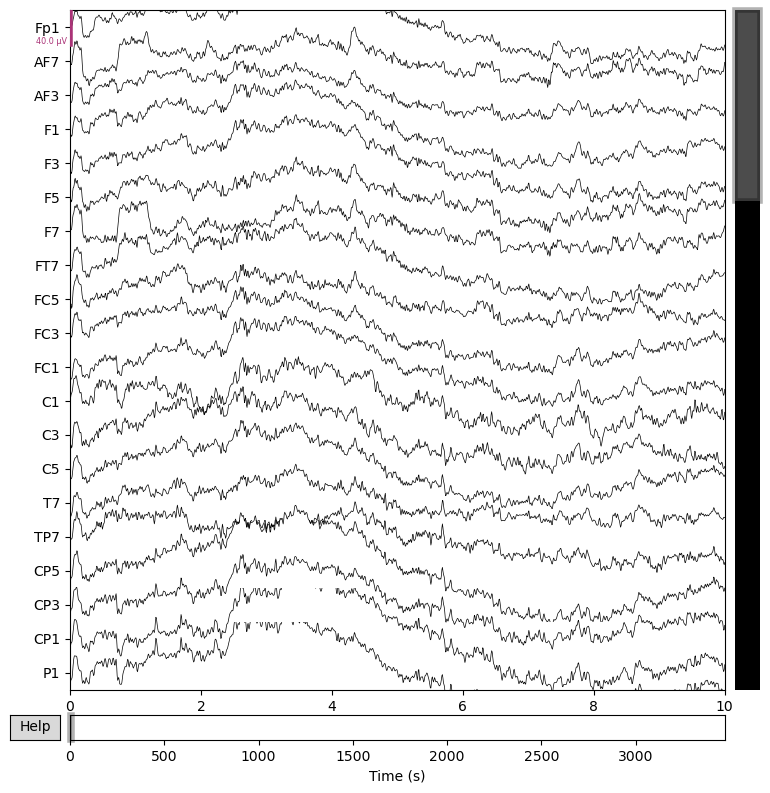 Fp1
40.0 µV
AF7
AF3
F1
F3
F5
F7
FT7
FC5
FC3
FC1
C1
C3
C5
T7
TP7
CP5
CP3
CP1
P1
0 2 4 6 8 10
Help
0 500 1000 1500 2000 2500 3000
Time (s)